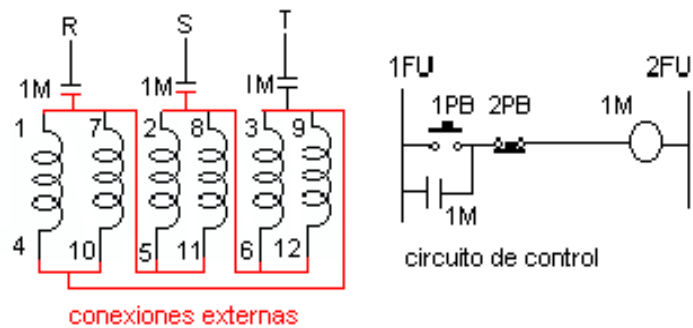 R S T
1M 1M IM
1 7 2 8 3 9
4 10 5 11 6 12
conexiones externas
1FU 2FU
1PB 2PB 1M
1M
circuito de control